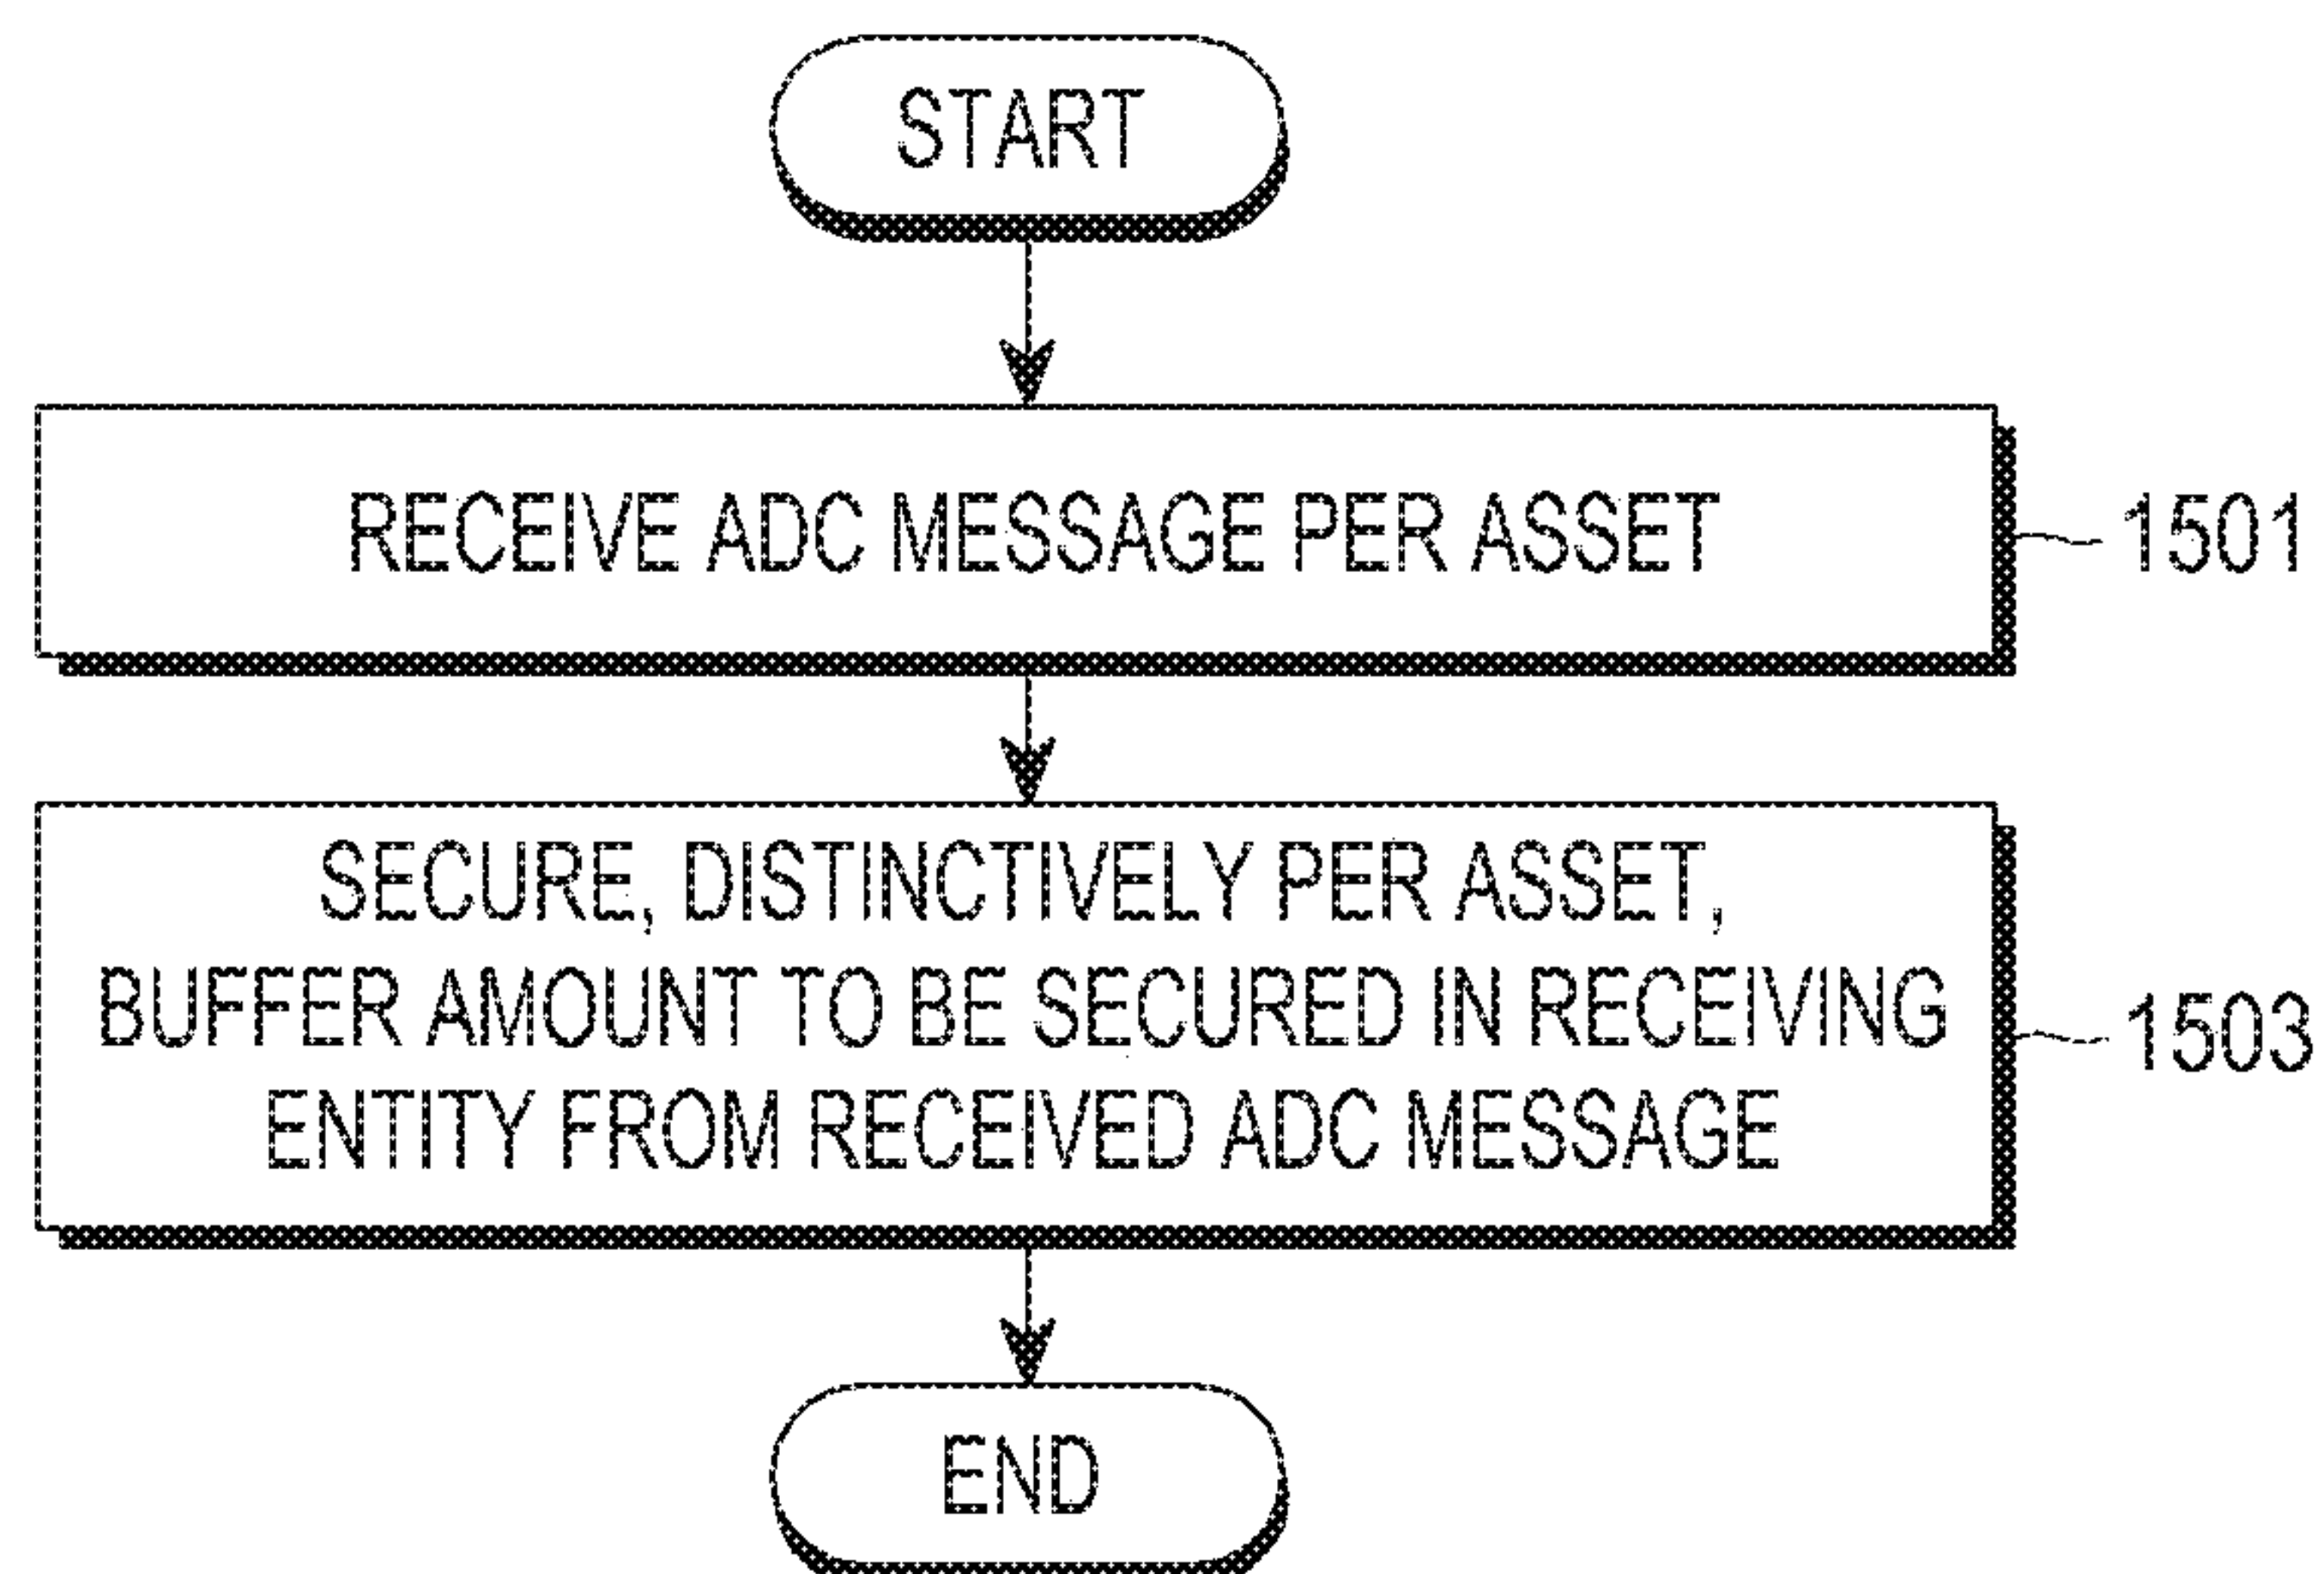 START
RECEIVE ADC MESSAGE PER ASSET
1501
SECURE, DISTINCTIVELY PER ASSET,
BUFFER AMOUNT TO BE SECURED IN RECEIVING
ENTITY FROM RECEIVED ADC MESSAGE
1503
END